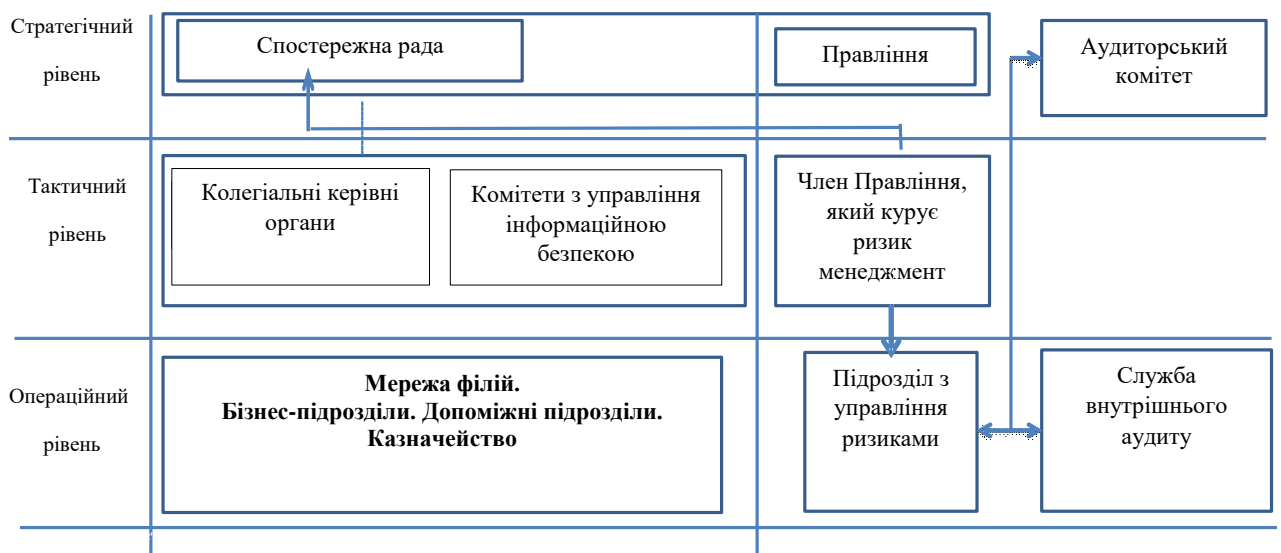 Стратегічний
рівень
Спостережна рада
Правління
Аудиторський
комітет
Тактичний
рівень
Колегіальні керівні
органи
Комітети з управління
інформаційною
безпекою
Член Правління,
який курує
ризик
менеджмент
Операційний
рівень
Мережа філій.
Бізнес-підрозділи. Допоміжні підрозділи.
Казначейство
Підрозділ з
управління
ризиками
Служба
внутрішнього
аудиту